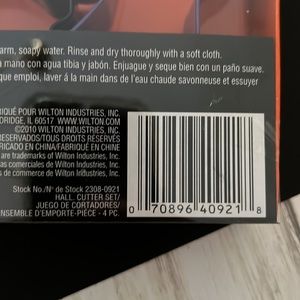 arm, soapy water. Rinse and dry thoroughly with a soft cloth.
a mano con agua tibia y jabón. Enjuague y seque con un paño suave.
que emploi, laver á la main dans de l'eau chaude savonneuse et essuyer
RIQUÉ POUR WILTON INDUSTRIES, INC.
DRIDGE, IL 60517 WWW.WILTON.COM
©2010 WILTON INDUSTRIES, INC.
RESERVADOS/TOUS DROITS RÉSERVÉS
RICADO EN CHINA/FABRIQUÉ EN CHINE
are trademarks of Wilton Industries, Inc.
as comerciales de Wilton Industries, Inc.
s de commerce de Wilton Industries, Inc.
Stock No./Nº de Stock 2308-0921
HALL. CUTTER SET/
JUEGO DE CORTADORES/
ENSEMBLE D'EMPORTE-PIÈCE - 4 PC.
0 70896 40921 8